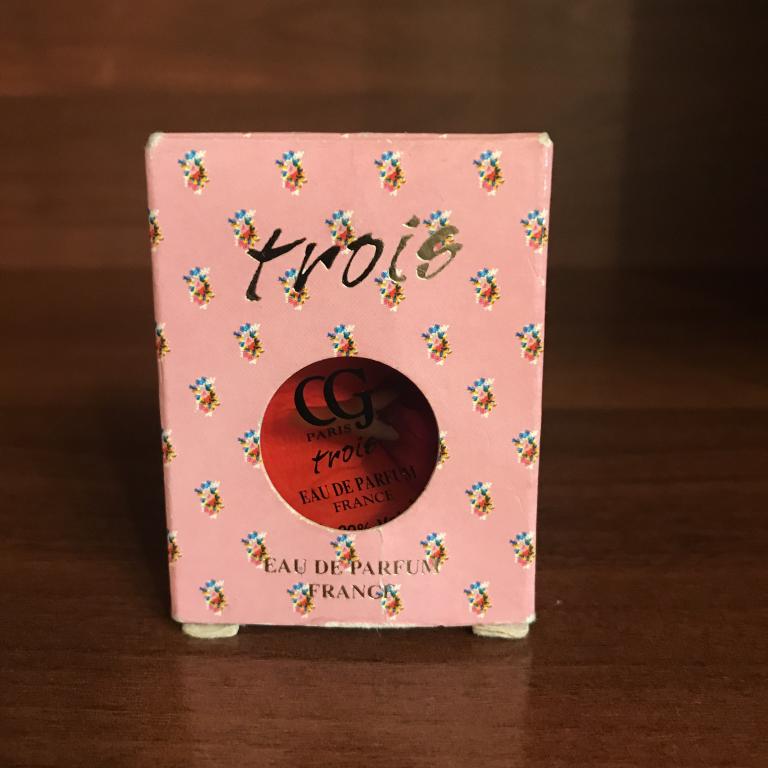 trois
CG
PARIS
trois
EAU DE PARFUM
FRANCE
EAU DE PARFUM
FRANCE